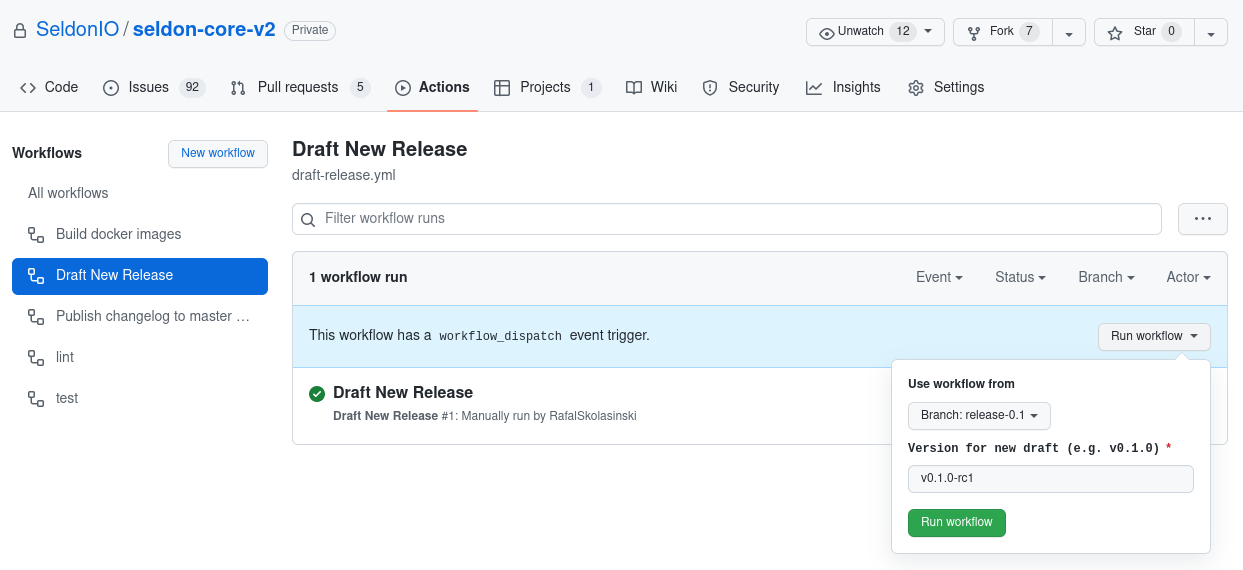 SeldonIO / seldon-core-v2 Private
Unwatch 12 Fork 7 Star 0
Code Issues 92 Pull requests 5 Actions Projects 1 Wiki Security Insights Settings
Workflows
New workflow
All workflows
Build docker images
Draft New Release
Publish changelog to master ...
lint
test
Draft New Release
draft-release.yml
Filter workflow runs
1 workflow run
Event Status Branch Actor
This workflow has a workflow_dispatch event trigger.
Run workflow
Draft New Release
Draft New Release #1: Manually run by RafalSkolasinski
Use workflow from
Branch: release-0.1
Version for new draft (e.g. v0.1.0) *
v0.1.0-rc1
Run workflow